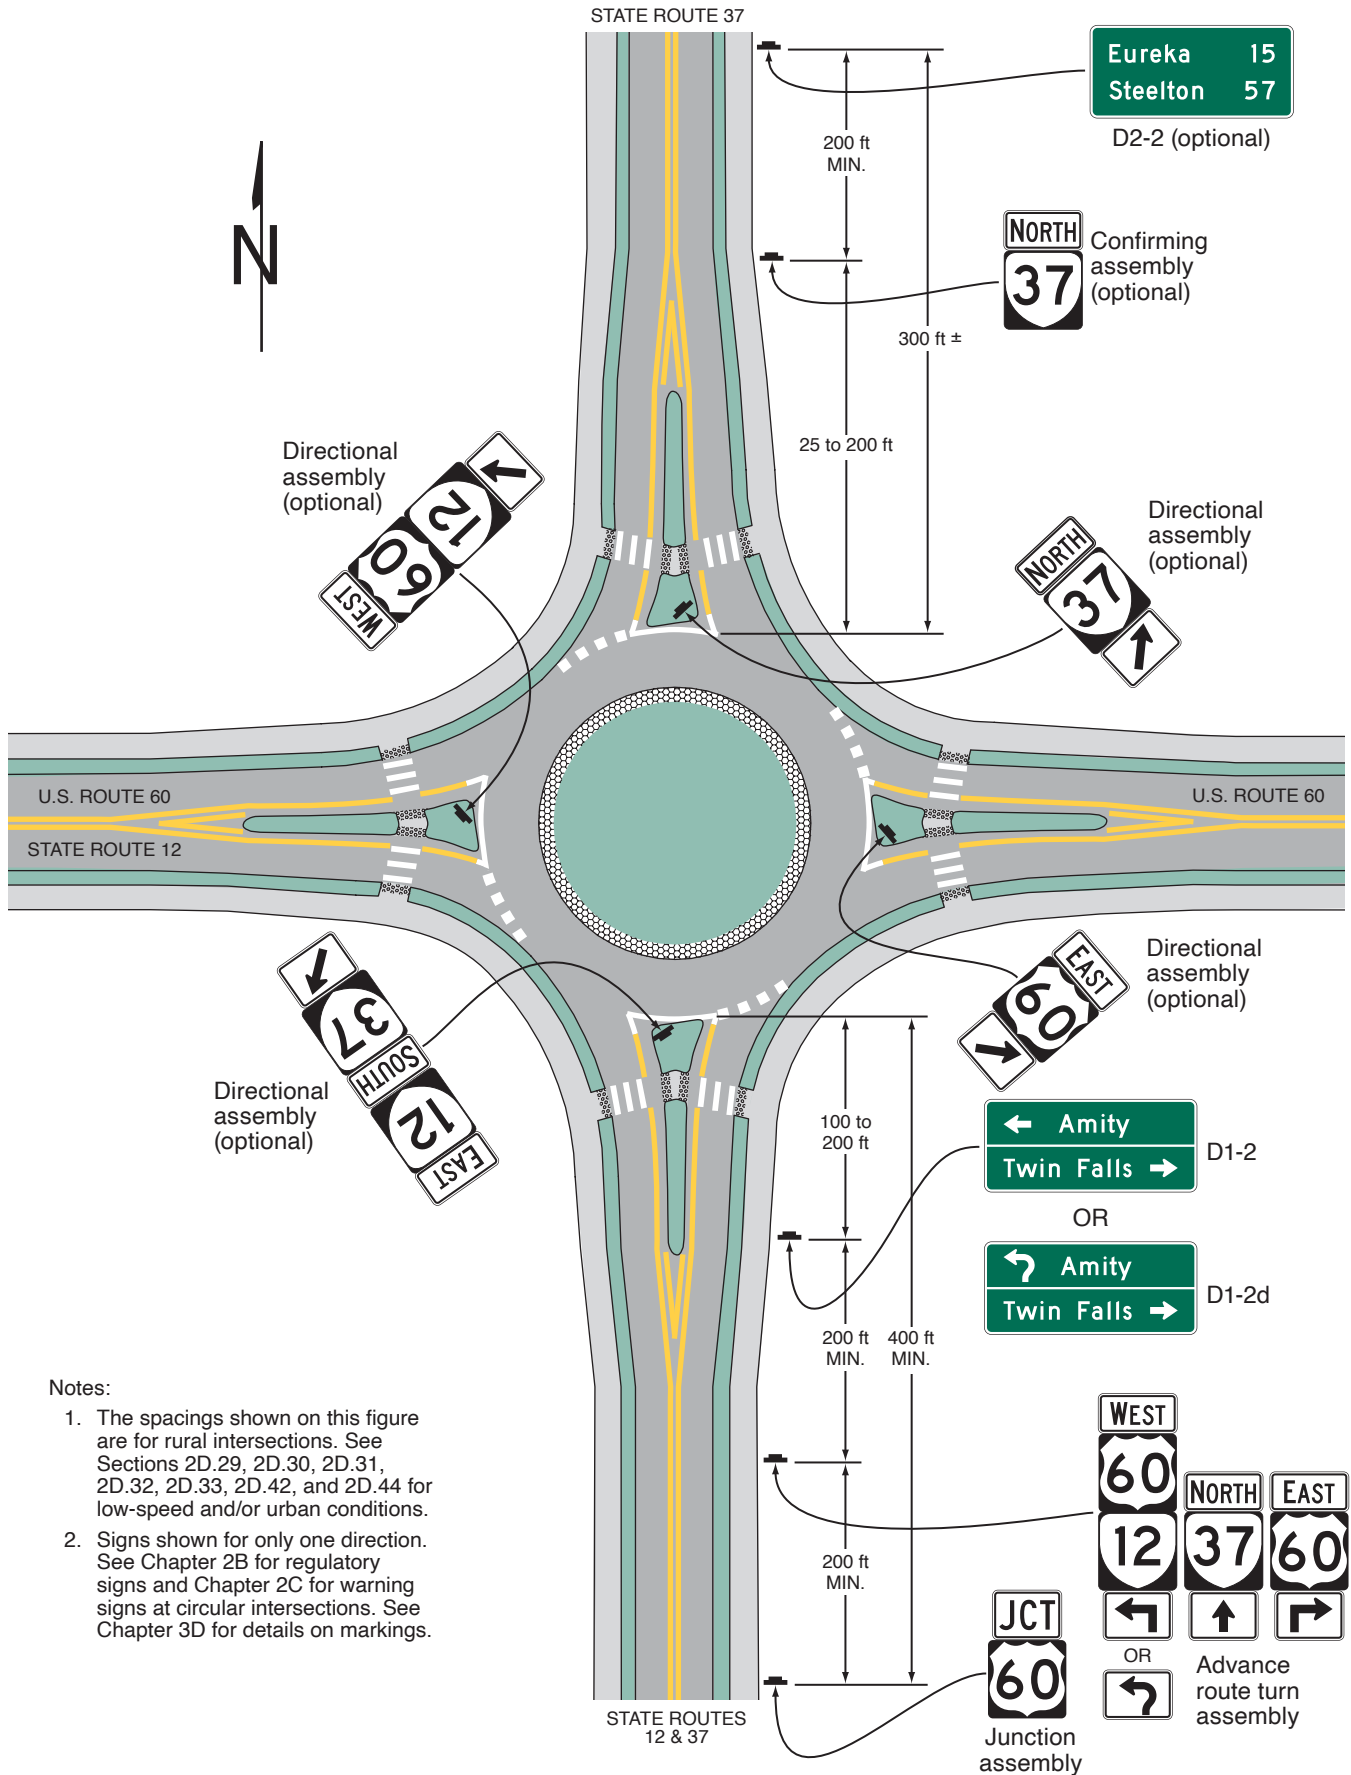 STATE ROUTE 37
Eureka 15
Steelton 57
D2-2 (optional)
200 ft
MIN.
N
NORTH
37
Confirming
assembly
(optional)
300 ft ±
25 to 200 ft
Directional
assembly
(optional)
12
60
WEST
Directional
assembly
(optional)
NORTH
37
U.S. ROUTE 60
STATE ROUTE 12
U.S. ROUTE 60
Directional
assembly
(optional)
EAST
60
37
SOUTH
12
EAST
Directional
assembly
(optional)
100 to
200 ft
Amity
Twin Falls
D1-2
OR
Amity
Twin Falls
D1-2d
200 ft
MIN.
400 ft
MIN.
Notes:
1. The spacings shown on this figure
are for rural intersections. See
Sections 2D.29, 2D.30, 2D.31,
2D.32, 2D.33, 2D.42, and 2D.44 for
low-speed and/or urban conditions.
2. Signs shown for only one direction.
See Chapter 2B for regulatory
signs and Chapter 2C for warning
signs at circular intersections. See
Chapter 3D for details on markings.
WEST
60
NORTH EAST
12 37 60
200 ft
MIN.
JCT
60
OR
Advance
route turn
assembly
Junction
assembly
STATE ROUTES
12 & 37